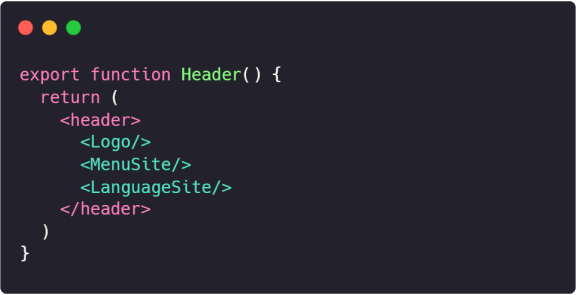 export function Header() {
  return (
    <header>
      <Logo/>
      <MenuSite/>
      <LanguageSite/>
    </header>
  )
}